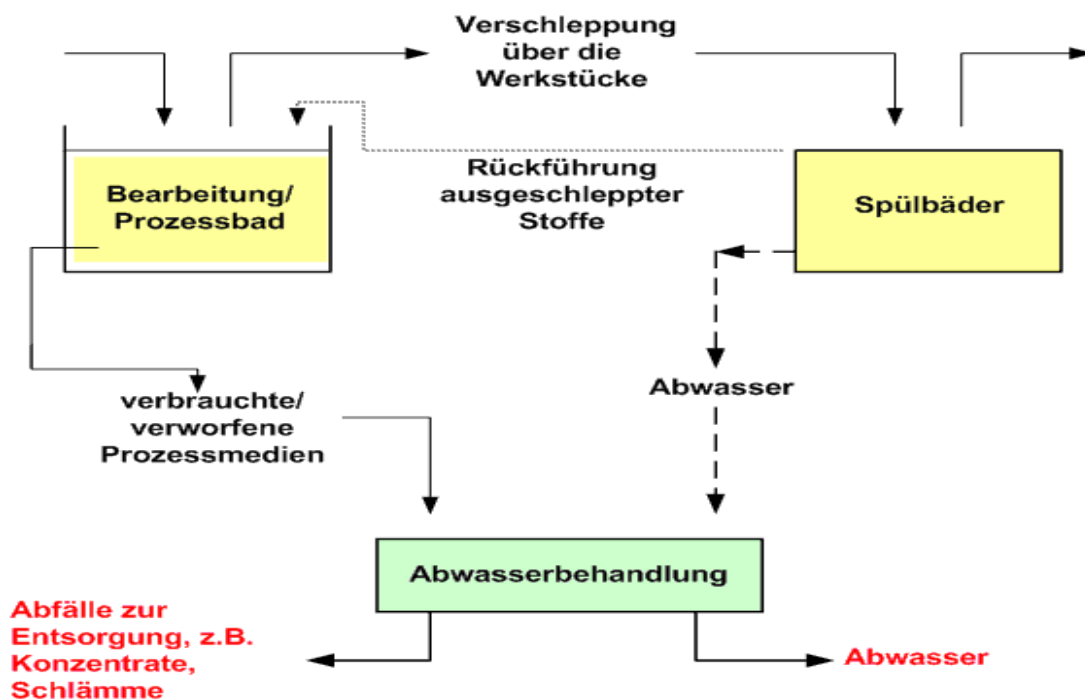 Verschleppung
über die
Werkstücke
Rückführung
ausgeschleppter
Stoffe
Bearbeitung/
Prozessbad
Spülbäder
Abwasser
verbrauchte/
verworfene
Prozessmedien
Abwasserbehandlung
Abfälle zur
Entsorgung, z.B.
Konzentrate,
Schlämme
Abwasser